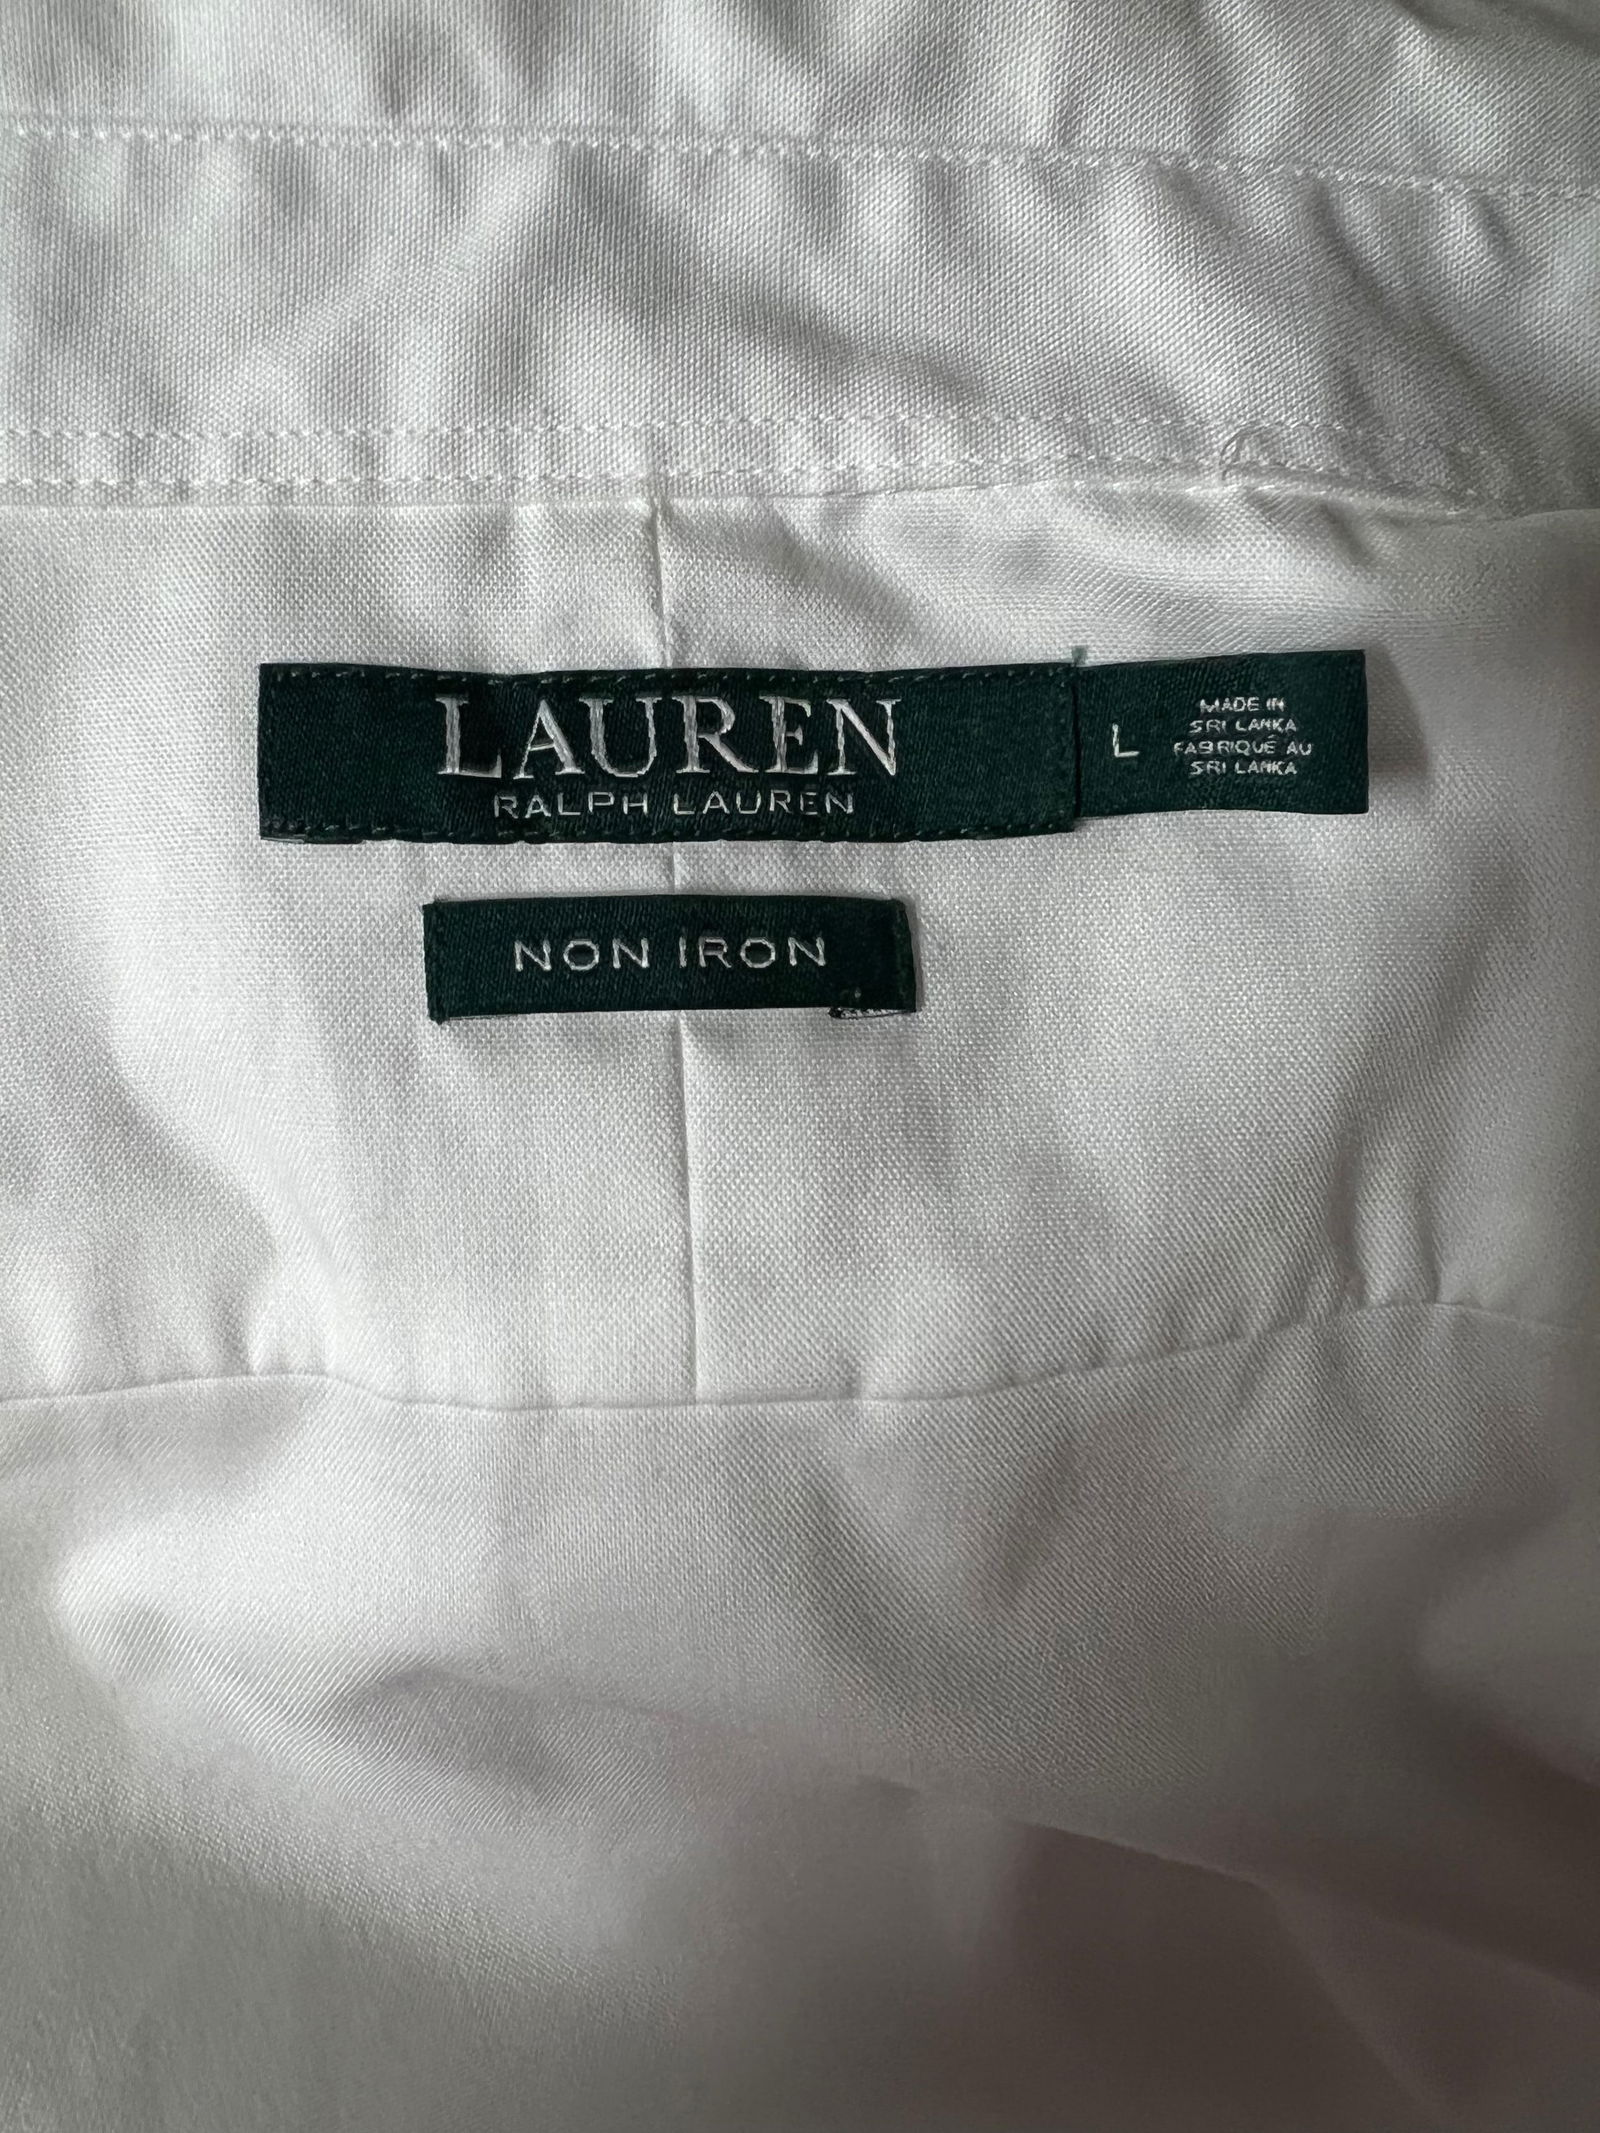 LAUREN
RALPH LAUREN
L
MADE IN
SRI LANKA
FABRIQUÉ AU
SRI LANKA
NON IRON